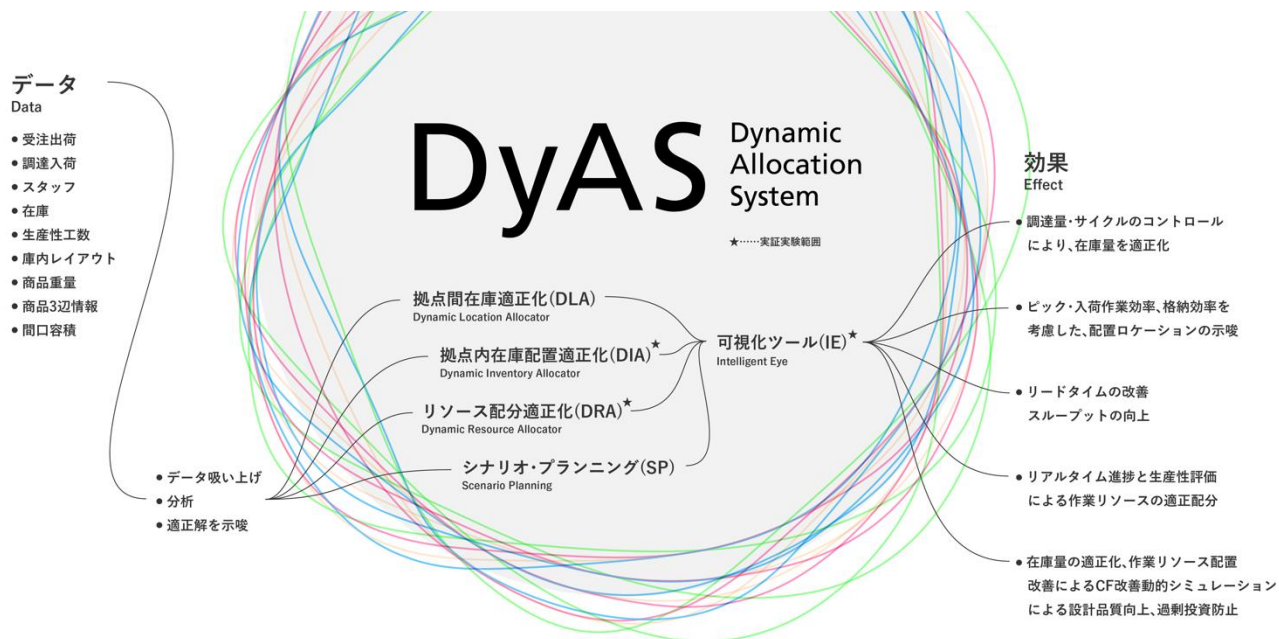 データ
Data
● 受注出荷
● 調達入荷
● スタッフ
● 在庫
● 生産性工数
● 庫内レイアウト
● 商品重量
● 商品3辺情報
● 間口容積
● データ吸い上げ
● 分析
● 適正解を示唆
DyAS
Dynamic
Allocation
System
★……実証実験範囲
拠点間在庫適正化(DLA)
Dynamic Location Allocator
拠点内在庫配置適正化(DIA)★
Dynamic Inventory Allocator
リソース配分適正化(DRA)★
Dynamic Resource Allocator
シナリオ・プランニング(SP)
Scenario Planning
可視化ツール(IE)★
Intelligent Eye
効果
Effect
● 調達量・サイクルのコントロール
により、在庫量を適正化
● ピック・入荷作業効率、格納効率を
考慮した、配置ロケーションの示唆
● リードタイムの改善
スループットの向上
● リアルタイム進捗と生産性評価
による作業リソースの適正配分
● 在庫量の適正化、作業リソース配置
改善によるCF改善動的シミュレーション
による設計品質向上、過剰投資防止